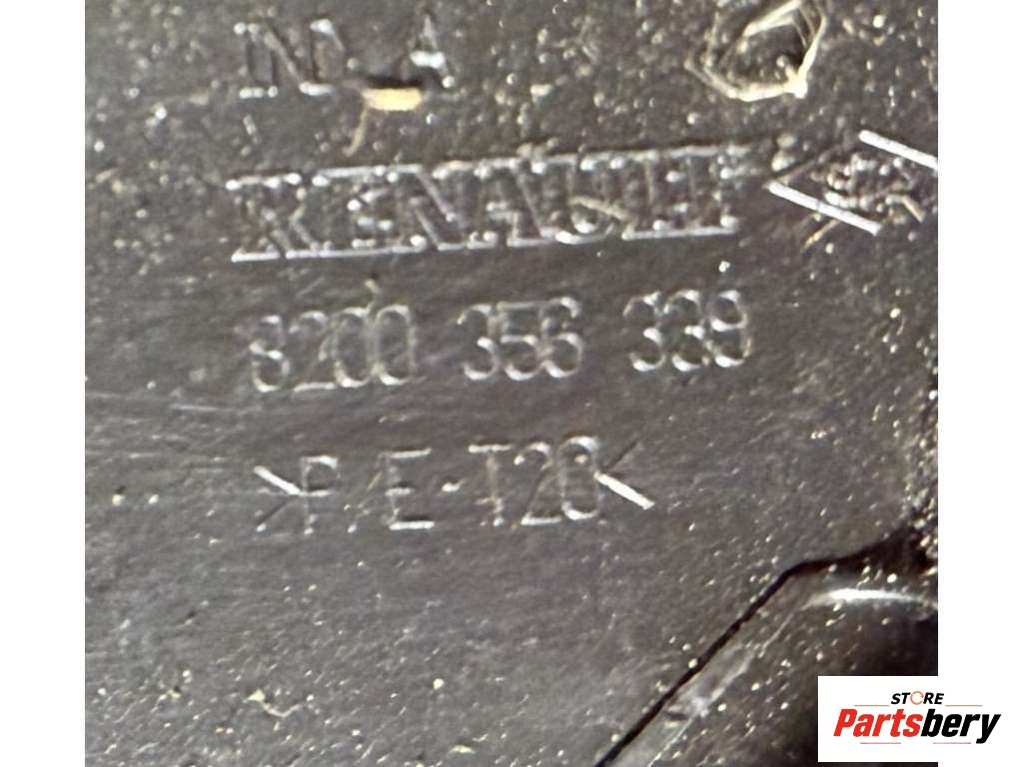 RENAULT
8200 356 339
>P/E-T20<
STORE
Partsbery